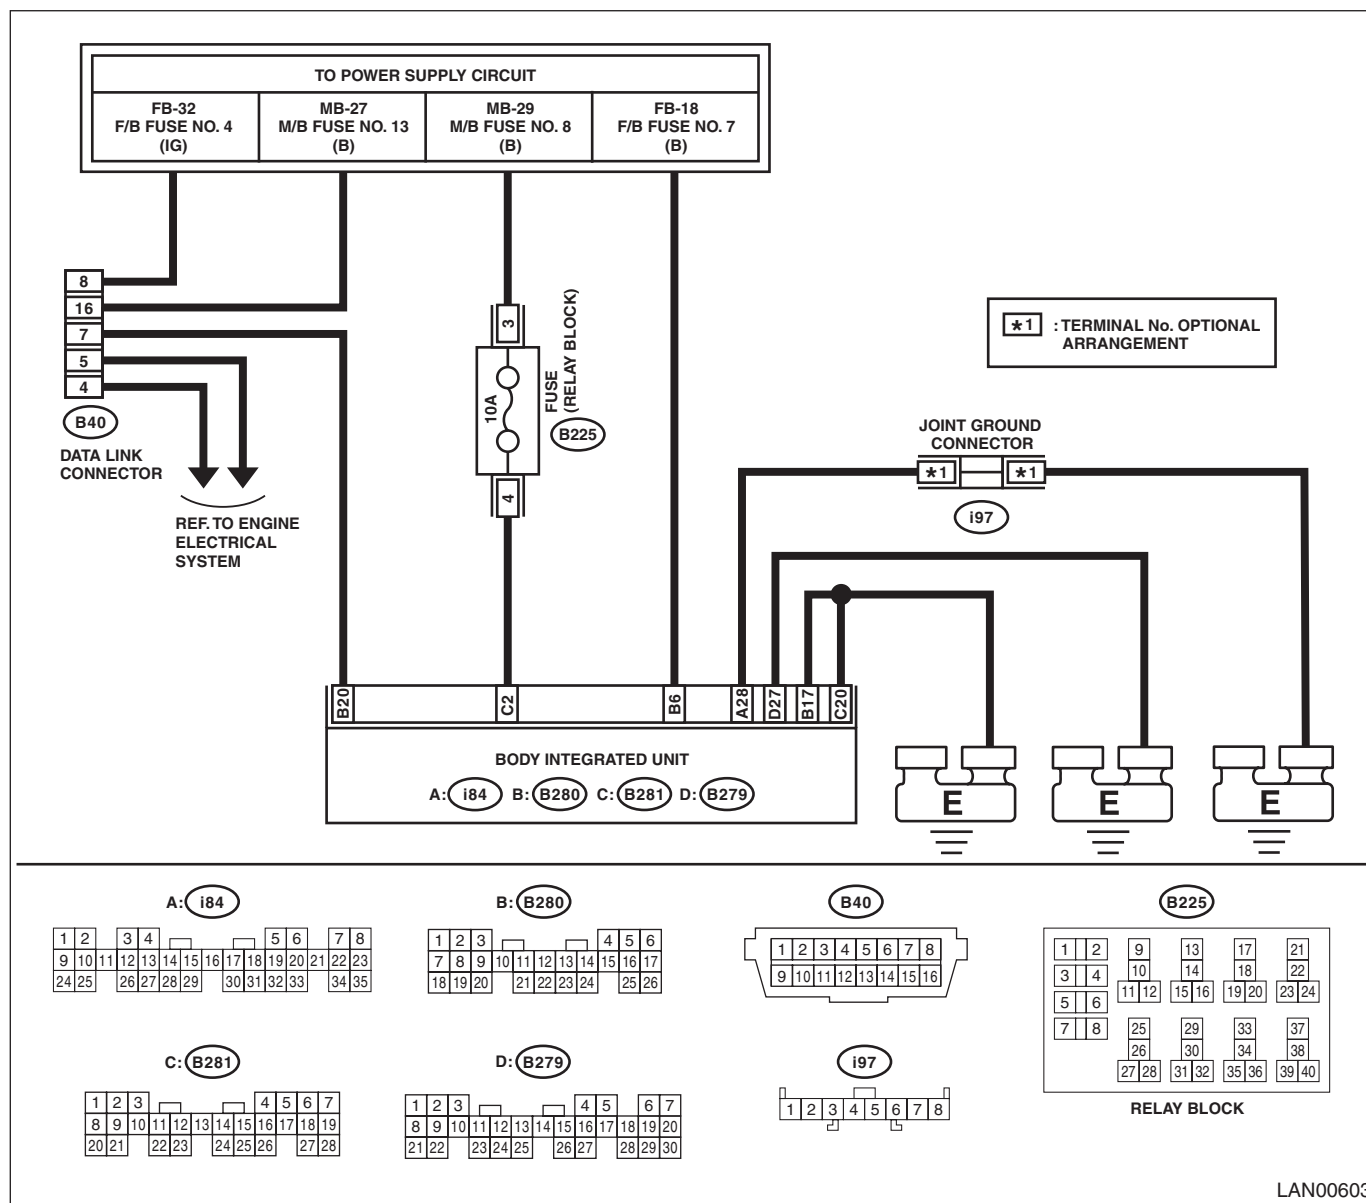 TO POWER SUPPLY CIRCUIT
FB-32 MB-27 MB-29 FB-18
F/B FUSE NO. 4 M/B FUSE NO. 13 M/B FUSE NO. 8 F/B FUSE NO. 7
(IG) (B) (B) (B)
8
16
7
5
4
B40
DATA LINK
CONNECTOR
REF. TO ENGINE
ELECTRICAL
SYSTEM
3
10A
4
FUSE
(RELAY BLOCK)
B225
*1 : TERMINAL No. OPTIONAL
ARRANGEMENT
JOINT GROUND
CONNECTOR
*1 *1
i97
B20 C2 B6 A28 D27 B17 C20
BODY INTEGRATED UNIT
A: i84 B: B280 C: B281 D: B279
E E E
A: i84
1 2 3 4 5 6 7 8
9 10 11 12 13 14 15 16 17 18 19 20 21 22 23
24 25 26 27 28 29 30 31 32 33 34 35
B: B280
1 2 3 4 5 6
7 8 9 10 11 12 13 14 15 16 17
18 19 20 21 22 23 24 25 26
B40
1 2 3 4 5 6 7 8
9 10 11 12 13 14 15 16
B225
1 2 9 13 17 21
3 4 10 14 18 22
11 12 15 16 19 20 23 24
5 6
7 8 25 29 33 37
26 30 34 38
27 28 31 32 35 36 39 40
RELAY BLOCK
C: B281
1 2 3 4 5 6 7
8 9 10 11 12 13 14 15 16 17 18 19
20 21 22 23 24 25 26 27 28
D: B279
1 2 3 4 5 6 7
8 9 10 11 12 13 14 15 16 17 18 19 20
21 22 23 24 25 26 27 28 29 30
i97
1 2 3 4 5 6 7 8
LAN00603